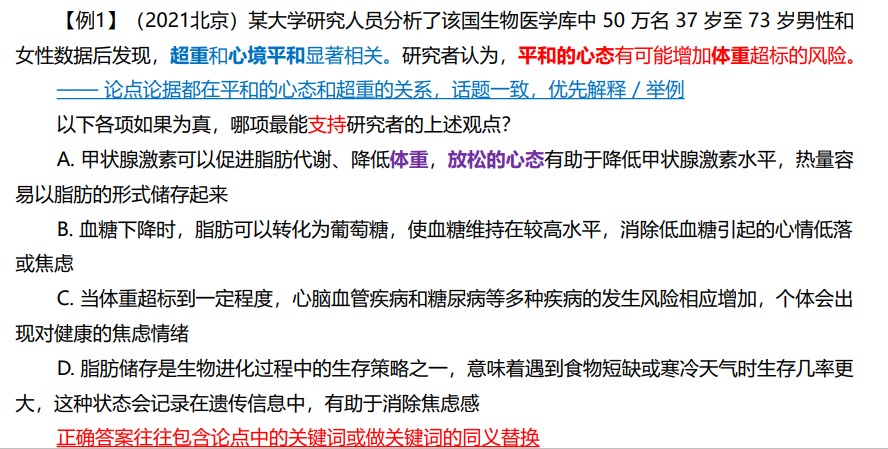 【例1】（2021北京）某大学研究人员分析了该国生物医学库中 50 万名 37 岁至 73 岁男性和
女性数据后发现，超重和心境平和显著相关。研究者认为，平和的心态有可能增加体重超标的风险。
—— 论点论据都在平和的心态和超重的关系，话题一致，优先解释 / 举例
以下各项如果为真，哪项最能支持研究者的上述观点？
A. 甲状腺激素可以促进脂肪代谢、降低体重，放松的心态有助于降低甲状腺激素水平，热量容
易以脂肪的形式储存起来
B. 血糖下降时，脂肪可以转化为葡萄糖，使血糖维持在较高水平，消除低血糖引起的心情低落
或焦虑
C. 当体重超标到一定程度，心脑血管疾病和糖尿病等多种疾病的发生风险相应增加，个体会出
现对健康的焦虑情绪
D. 脂肪储存是生物进化过程中的生存策略之一，意味着遇到食物短缺或寒冷天气时生存几率更
大，这种状态会记录在遗传信息中，有助于消除焦虑感
正确答案往往包含论点中的关键词或做关键词的同义替换